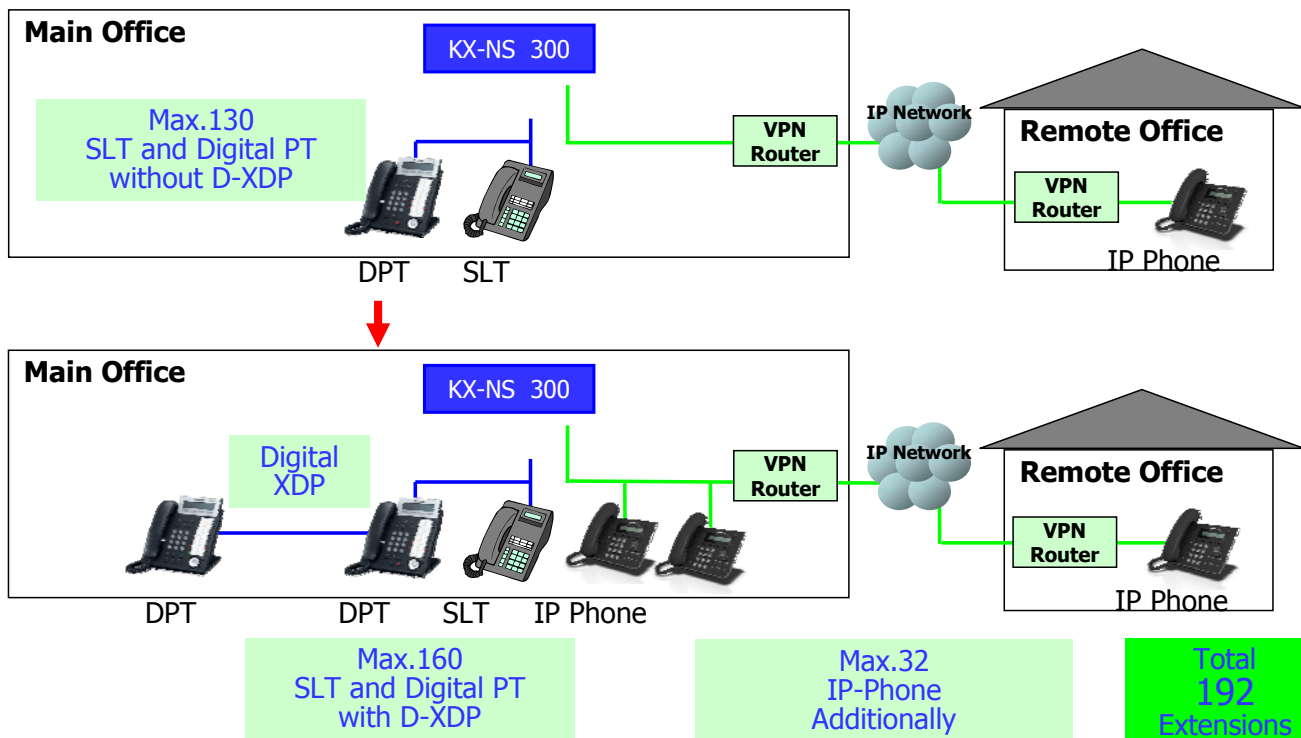 Main Office
KX-NS 300
Max.130
SLT and Digital PT
without D-XDP
VPN
Router
IP Network
Remote Office
VPN
Router
IP Phone
DPT
SLT
Main Office
KX-NS 300
Digital
XDP
VPN
Router
IP Network
Remote Office
VPN
Router
IP Phone
DPT
DPT
SLT
IP Phone
Max.160
SLT and Digital PT
with D-XDP
Max.32
IP-Phone
Additionally
Total
192
Extensions